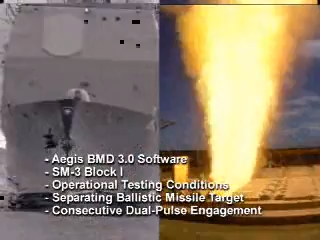 - Aegis BMD 3.0 Software
- SM-3 Block I
- Operational Testing Conditions
- Separating Ballistic Missile Target
- Consecutive Dual-Pulse Engagement